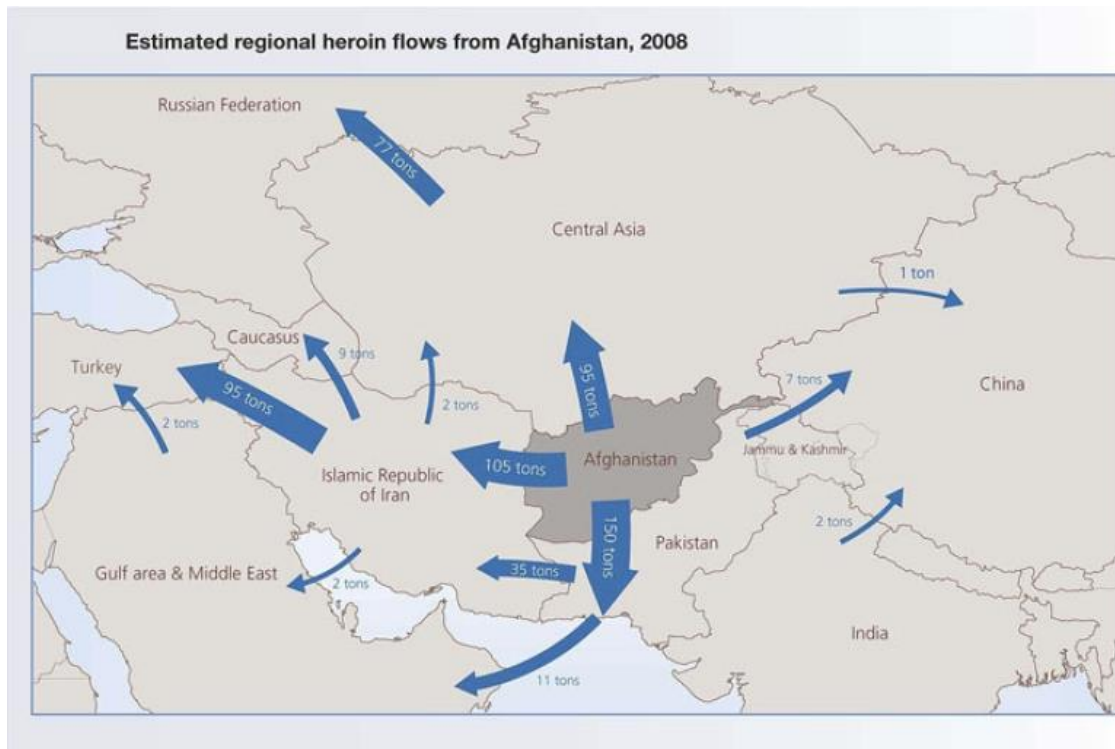 Estimated regional heroin flows from Afghanistan, 2008
Russian Federation
77 tons
Central Asia
1 ton
Caucasus
9 tons
Turkey
95 tons
2 tons
2 tons
95 tons
7 tons
China
Jammu & Kashmir
Islamic Republic
of Iran
105 tons
Afghanistan
150 tons
Pakistan
2 tons
Gulf area & Middle East
2 tons
35 tons
India
11 tons